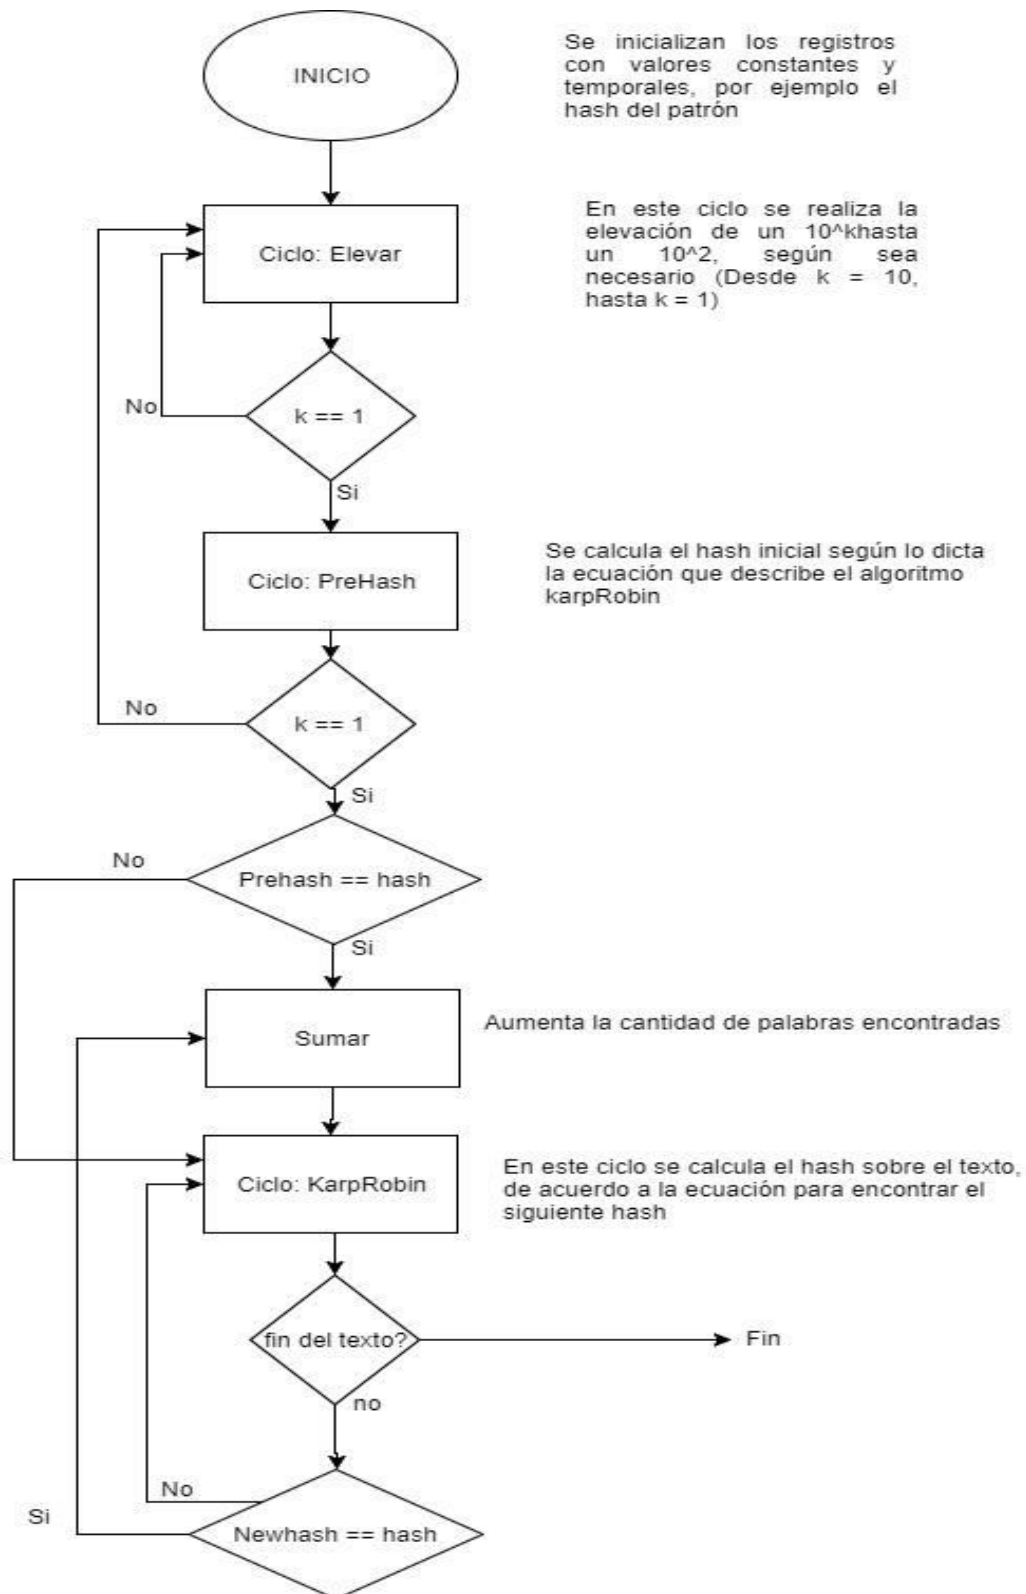 INICIO
Se inicializan los registros
con valores constantes y
temporales, por ejemplo el
hash del patrón
Ciclo: Elevar
En este ciclo se realiza la
elevación de un 10^khasta
un 10^2, según sea
necesario (Desde k = 10,
hasta k = 1)
No
k == 1
Si
Ciclo: PreHash
Se calcula el hash inicial según lo dicta
la ecuación que describe el algoritmo
karpRobin
No
k == 1
Si
No
Prehash == hash
Si
Sumar
Aumenta la cantidad de palabras encontradas
Ciclo: KarpRobin
En este ciclo se calcula el hash sobre el texto,
de acuerdo a la ecuación para encontrar el
siguiente hash
fin del texto?
Fin
no
No
Si
Newhash == hash